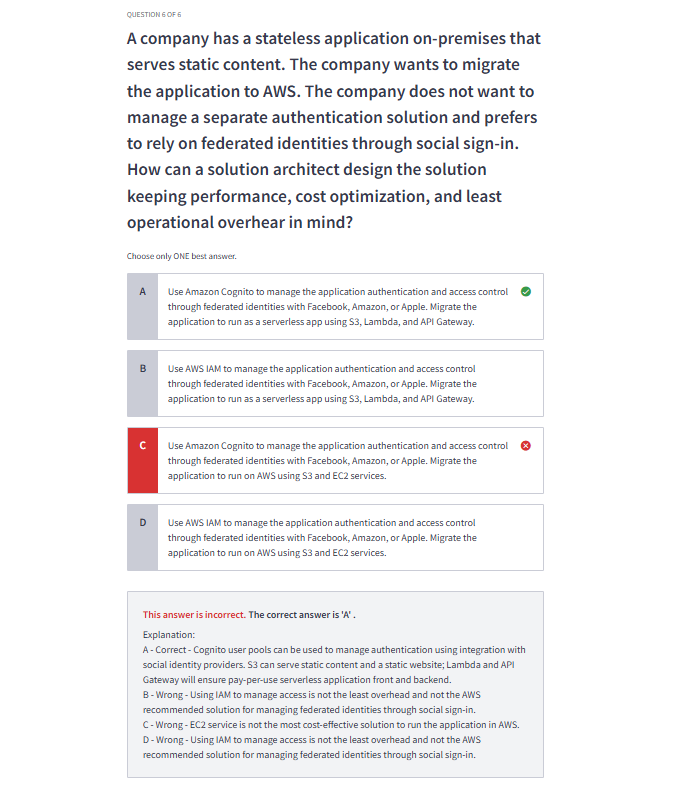 QUESTION 6 OF 6
A company has a stateless application on-premises that
serves static content. The company wants to migrate
the application to AWS. The company does not want to
manage a separate authentication solution and prefers
to rely on federated identities through social sign-in.
How can a solution architect design the solution
keeping performance, cost optimization, and least
operational overhear in mind?
Choose only ONE best answer.
A
Use Amazon Cognito to manage the application authentication and access control
through federated identities with Facebook, Amazon, or Apple. Migrate the
application to run as a serverless app using S3, Lambda, and API Gateway.
B
Use AWS IAM to manage the application authentication and access control
through federated identities with Facebook, Amazon, or Apple. Migrate the
application to run as a serverless app using S3, Lambda, and API Gateway.
C
Use Amazon Cognito to manage the application authentication and access control
through federated identities with Facebook, Amazon, or Apple. Migrate the
application to run on AWS using S3 and EC2 services.
D
Use AWS IAM to manage the application authentication and access control
through federated identities with Facebook, Amazon, or Apple. Migrate the
application to run on AWS using S3 and EC2 services.
This answer is incorrect. The correct answer is 'A' .
Explanation:
A - Correct - Cognito user pools can be used to manage authentication using integration with
social identity providers. S3 can serve static content and a static website; Lambda and API
Gateway will ensure pay-per-use serverless application front and backend.
B - Wrong - Using IAM to manage access is not the least overhead and not the AWS
recommended solution for managing federated identities through social sign-in.
C - Wrong - EC2 service is not the most cost-effective solution to run the application in AWS.
D - Wrong - Using IAM to manage access is not the least overhead and not the AWS
recommended solution for managing federated identities through social sign-in.